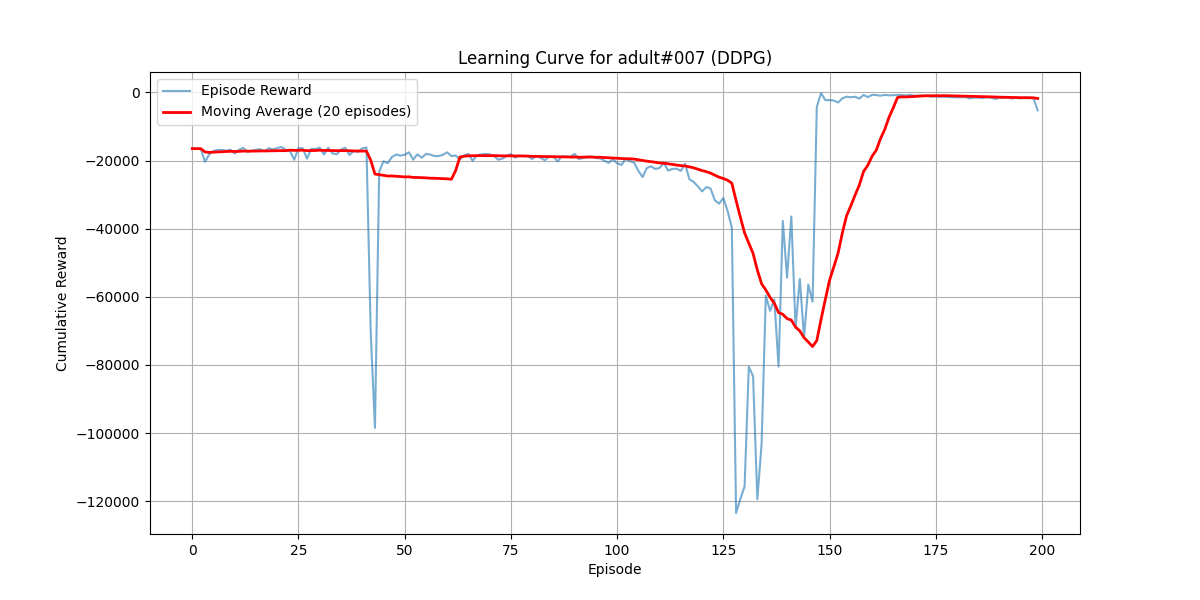 Learning Curve for adult#007 (DDPG)
Episode Reward
Moving Average (20 episodes)
Cumulative Reward
0
−20000
−40000
−60000
−80000
−100000
−120000
0 25 50 75 100 125 150 175 200
Episode